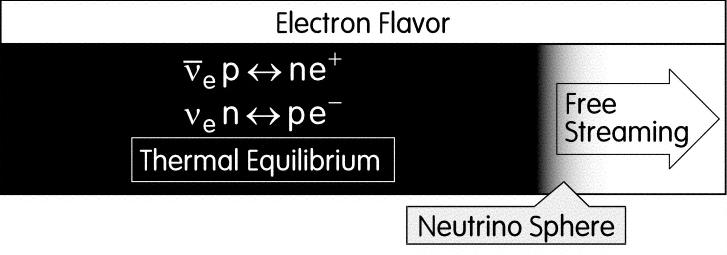 Electron Flavor
ν̅ₑ p ↔ n e⁺
νₑ n ↔ p e⁻
Thermal Equilibrium
Free
Streaming
Neutrino Sphere